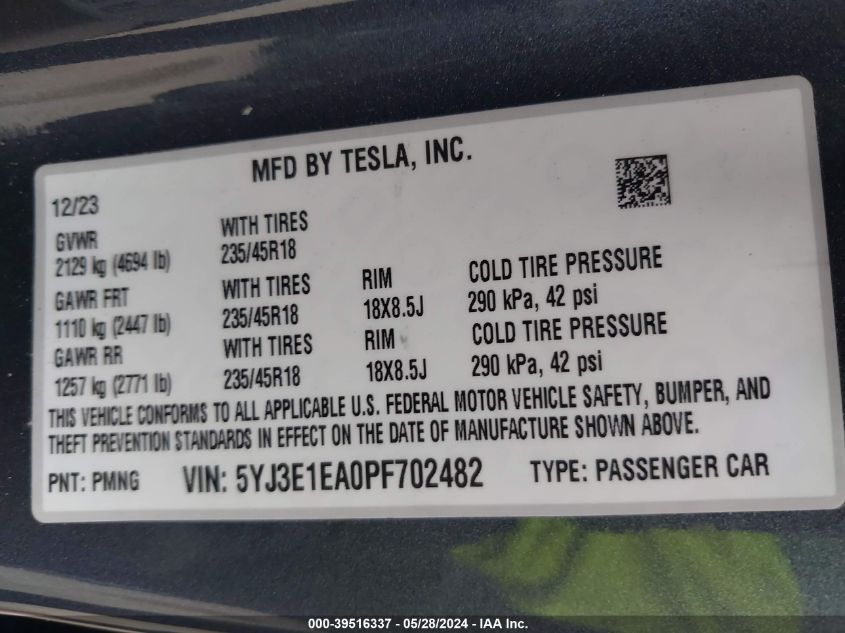 MFD BY TESLA, INC.
12/23
GVWR WITH TIRES
2129 kg (4694 lb) 235/45R18
GAWR FRT WITH TIRES RIM COLD TIRE PRESSURE
1110 kg (2447 lb) 235/45R18 18X8.5J 290 kPa, 42 psi
GAWR RR WITH TIRES RIM COLD TIRE PRESSURE
1257 kg (2771 lb) 235/45R18 18X8.5J 290 kPa, 42 psi
THIS VEHICLE CONFORMS TO ALL APPLICABLE U.S. FEDERAL MOTOR VEHICLE SAFETY, BUMPER, AND
THEFT PREVENTION STANDARDS IN EFFECT ON THE DATE OF MANUFACTURE SHOWN ABOVE.
PNT: PMNG VIN: 5YJ3E1EA0PF702482 TYPE: PASSENGER CAR
000-39516337 - 05/28/2024 - IAA Inc.